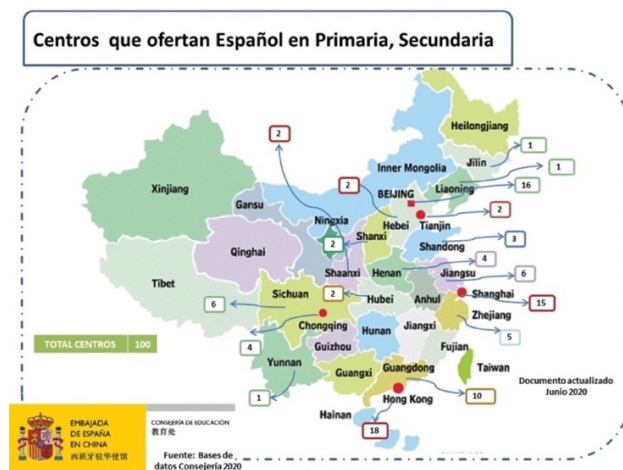 Centros que ofertan Español en Primaria, Secundaria
Heilongjiang
2
Jilin
1
Inner Mongolia
1
Xinjiang
2
BEIJING
Liaoning
16
Gansu
Ningxia
Hebei
Tianjin
2
Shanxi
Qinghai
2
Shandong
3
Shaanxi
Henan
4
Jiangsu
6
Tibet
Sichuan
2
Hubei
Anhui
Shanghai
15
6
Chongqing
Zhejiang
Hunan
Jiangxi
5
TOTAL CENTROS 100
4
Guizhou
Fujian
Yunnan
Guangxi
Guangdong
Taiwan
1
10
Hong Kong
Documento actualizado
Junio 2020
Hainan
18
EMBAJADA
DE ESPAÑA
EN CHINA
西班牙驻华使馆
CONSEJERÍA DE EDUCACIÓN
教育处
Fuente: Bases de
datos Consejería 2020